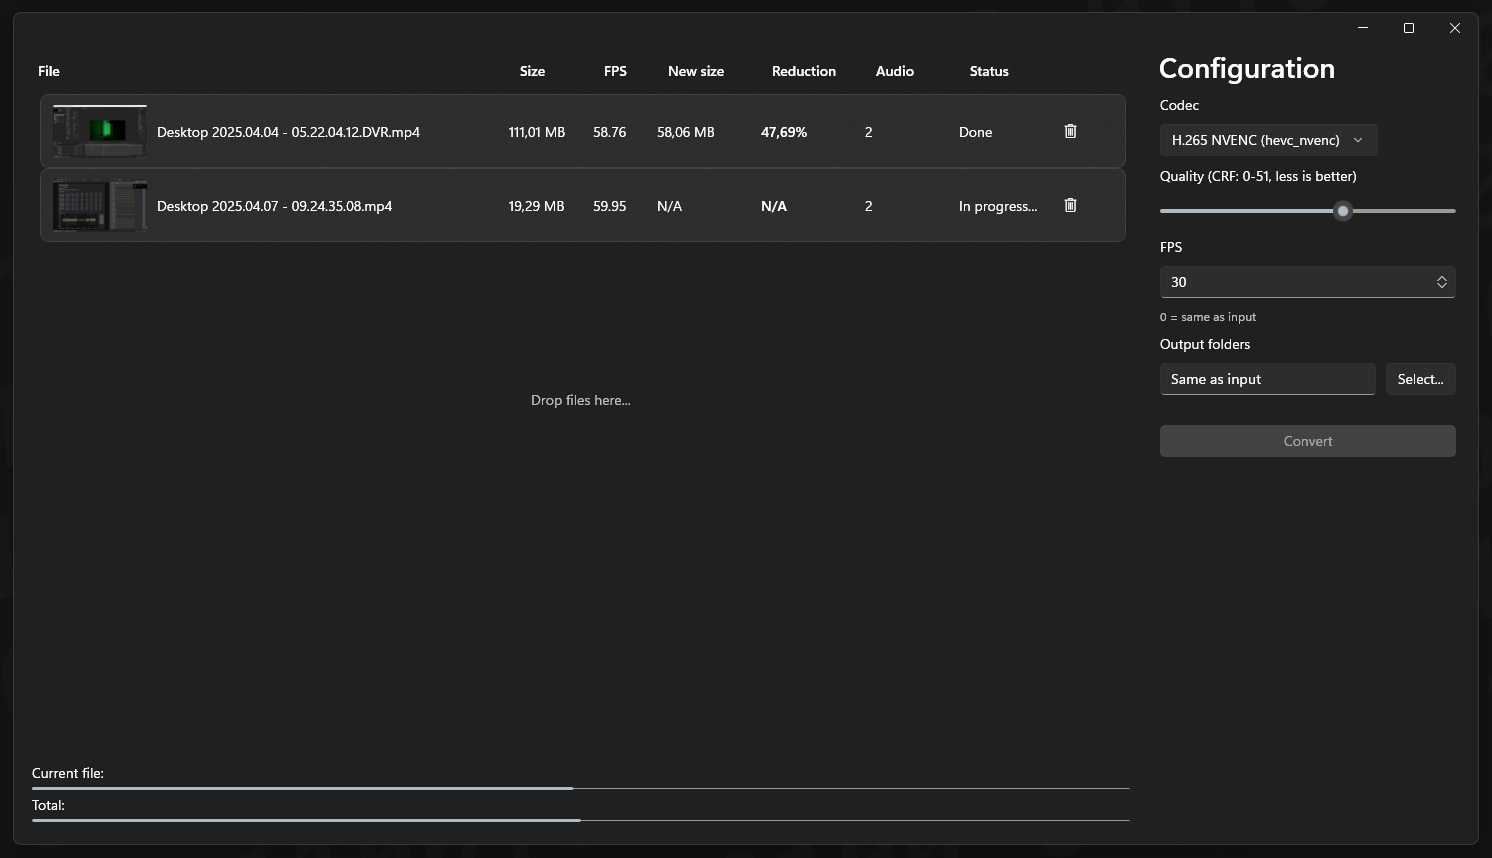 File Size FPS New size Reduction Audio Status
Desktop 2025.04.04 - 05.22.04.12.DVR.mp4 111,01 MB 58.76 58,06 MB 47,69% 2 Done
Desktop 2025.04.07 - 09.24.35.08.mp4 19,29 MB 59.95 N/A N/A 2 In progress...
Drop files here...
Current file:
Total:
Configuration
Codec
H.265 NVENC (hevc_nvenc)
Quality (CRF: 0-51, less is better)
FPS
30
0 = same as input
Output folders
Same as input Select...
Convert